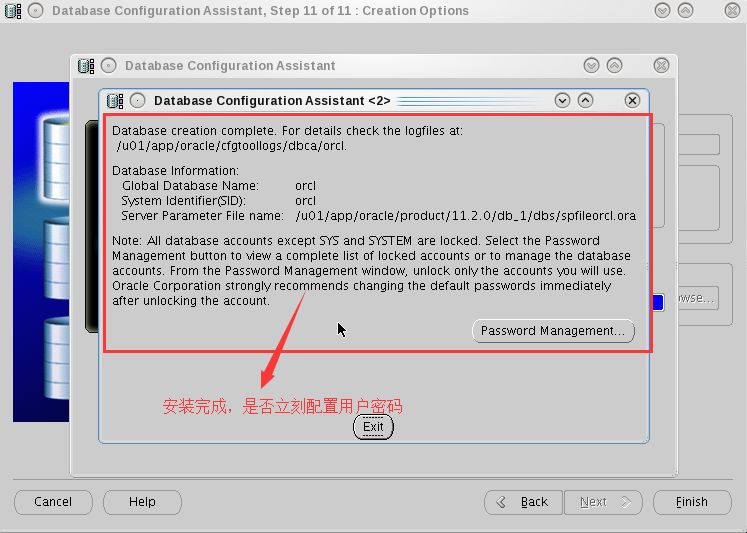 Database Configuration Assistant, Step 11 of 11 : Creation Options
Database Configuration Assistant
Database Configuration Assistant <2>
Database creation complete. For details check the logfiles at:
/u01/app/oracle/cfgtoollogs/dbca/orcl.
Database Information:
Global Database Name: orcl
System Identifier(SID): orcl
Server Parameter File name: /u01/app/oracle/product/11.2.0/db_1/dbs/spfileorcl.ora
Note: All database accounts except SYS and SYSTEM are locked. Select the Password
Management button to view a complete list of locked accounts or to manage the database
accounts. From the Password Management window, unlock only the accounts you will use.
Oracle Corporation strongly recommends changing the default passwords immediately
after unlocking the account.
owse...
Password Management...
安装完成，是否立刻配置用户密码
Exit
Cancel Help Back Next Finish